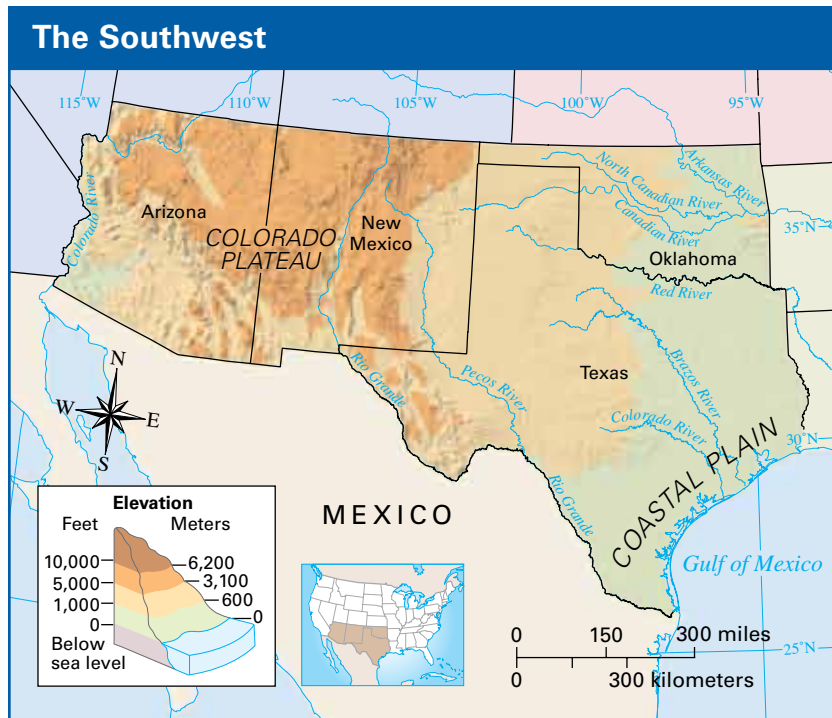 The Southwest
115°W
110°W
105°W
100°W
95°W
Arkansas River
North Canadian River
Canadian River
35°N
Colorado River
Arizona
New
Mexico
COLORADO
PLATEAU
Oklahoma
Red River
Texas
Brazos River
Pecos River
Rio Grande
Colorado River
30°N
COASTAL PLAIN
Rio Grande
MEXICO
Gulf of Mexico
N
W
E
S
Elevation
Feet Meters
10,000 6,200
5,000 3,100
1,000 600
0 0
Below
sea level
0 150 300 miles
0 300 kilometers
25°N